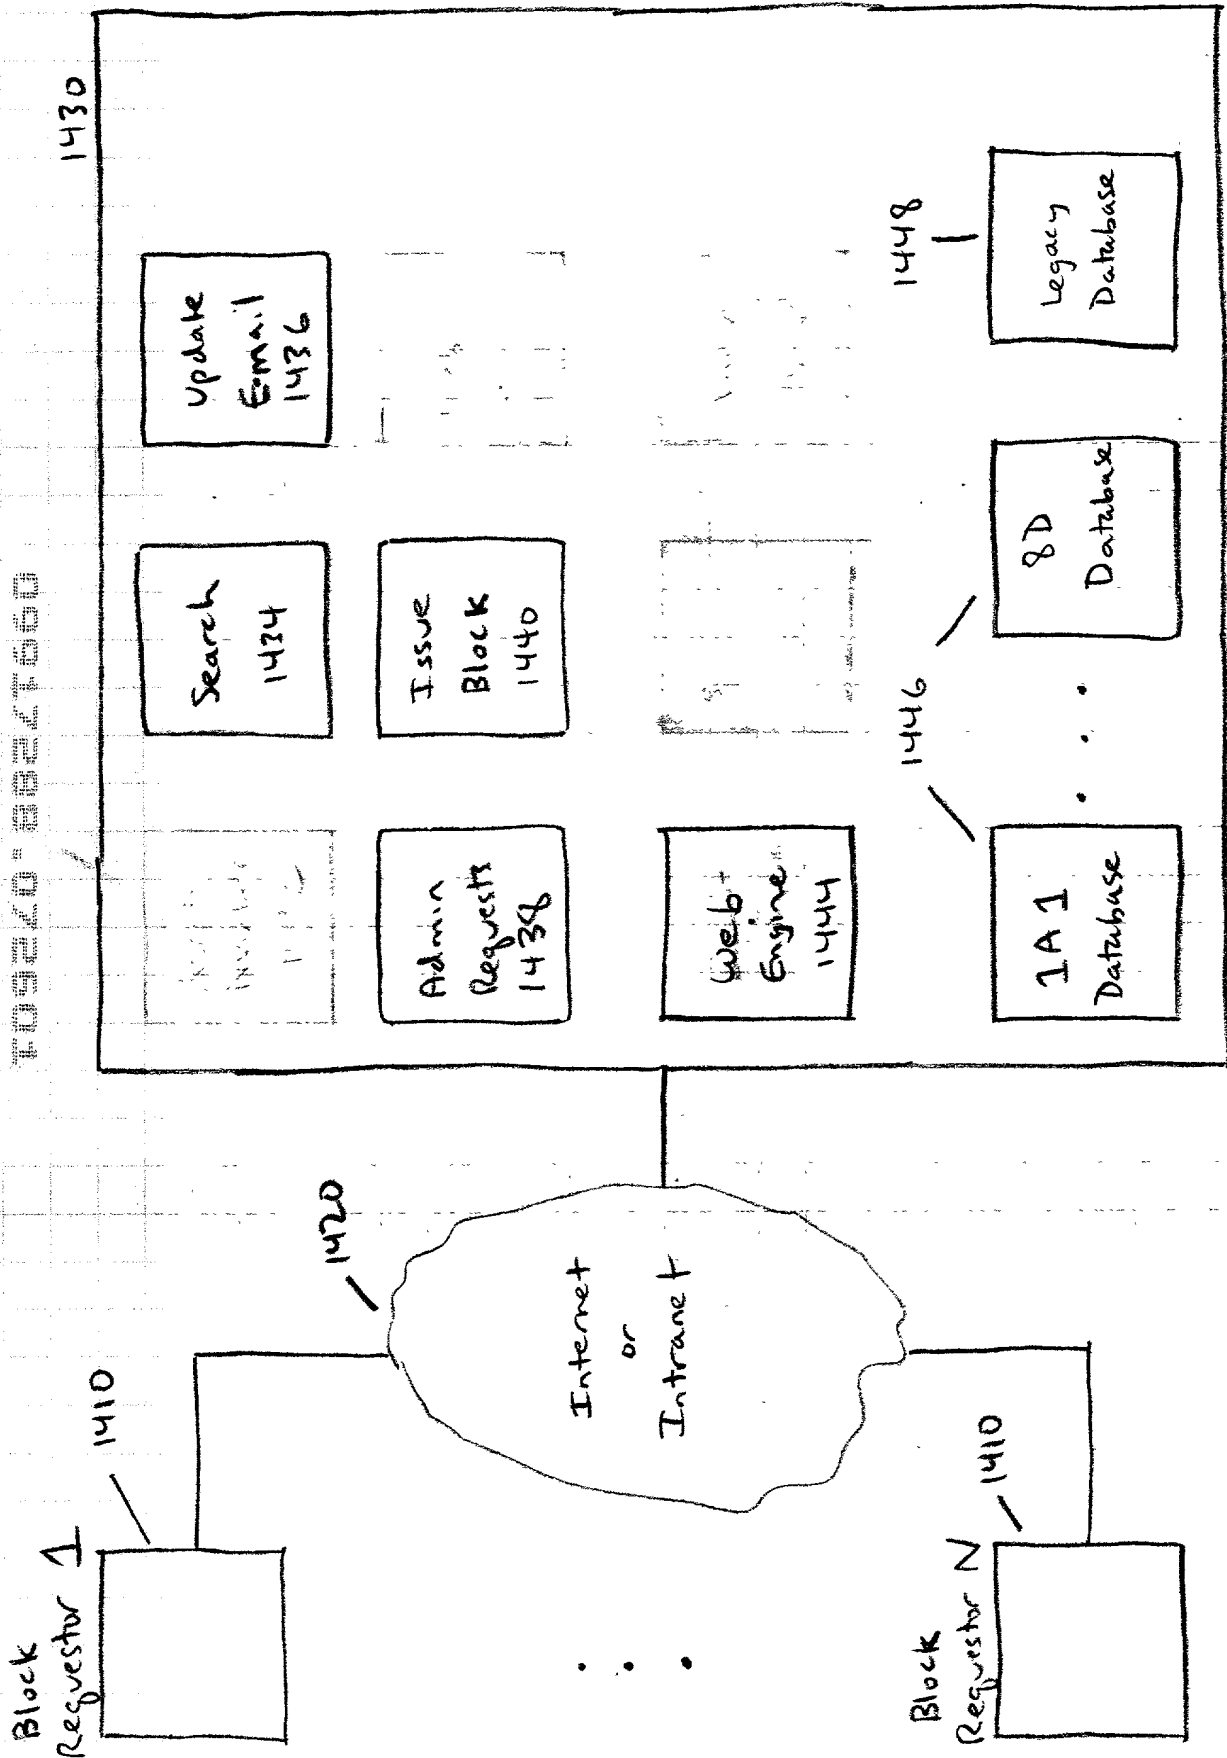 Block
Requestor 1
1410
1430
Search
1434
Update
Email
1436
1420
Admin
Requests
1438
Issue
Block
1440
Internet
or
Intranet
Web
Engine
1444
1446
1448
Block
Requestor N
1410
1A1
Database
8D
Database
Legacy
Database